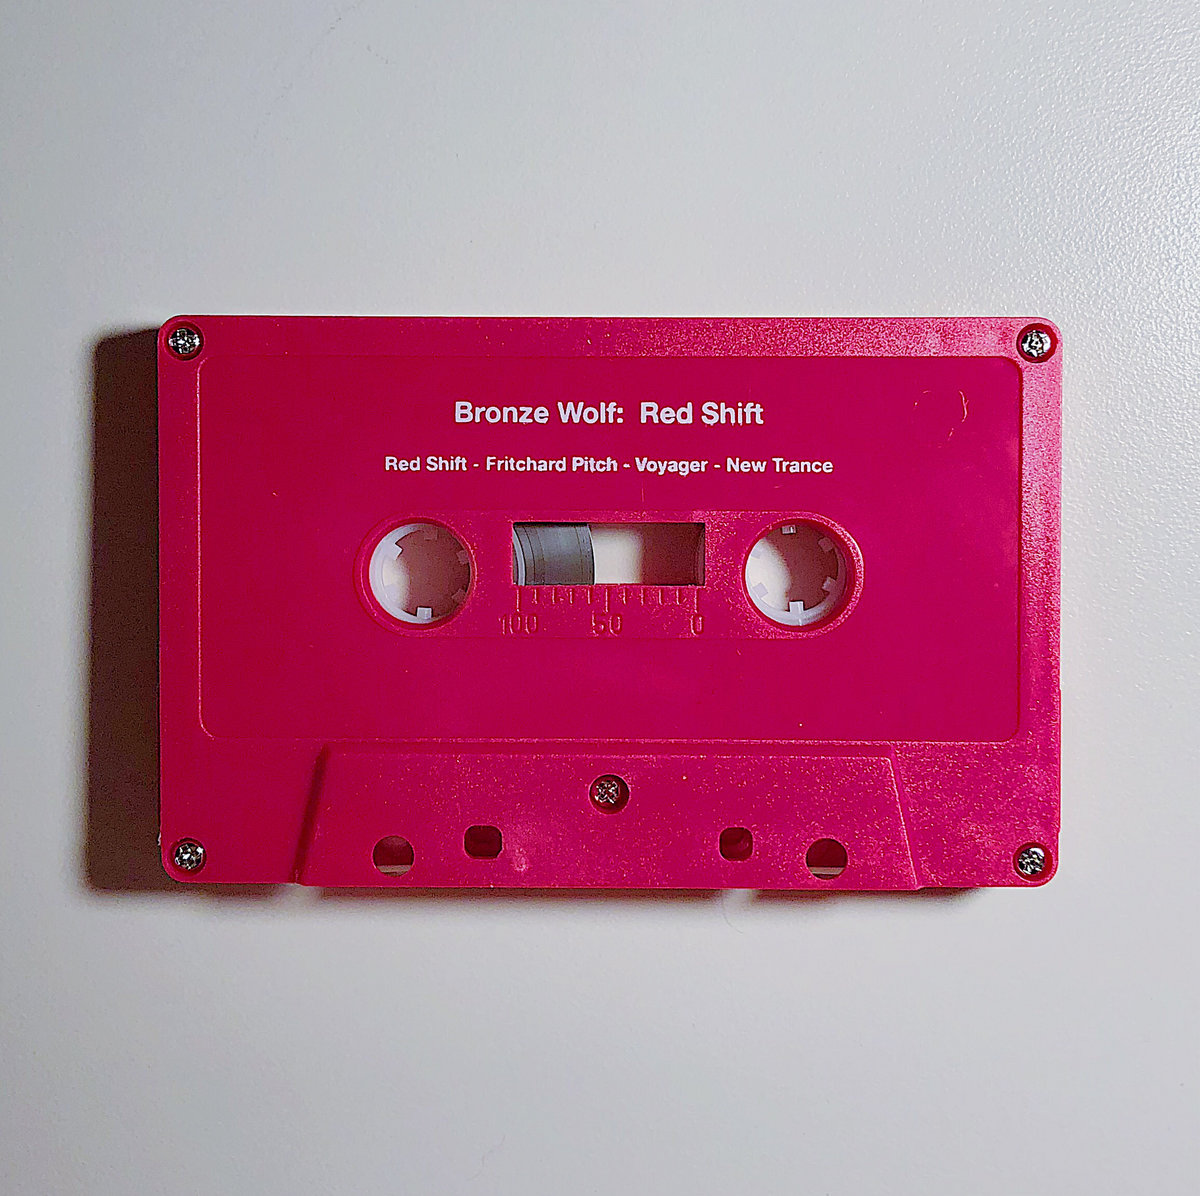 Bronze Wolf: Red Shift
Red Shift - Fritchard Pitch - Voyager - New Trance
100 50 0